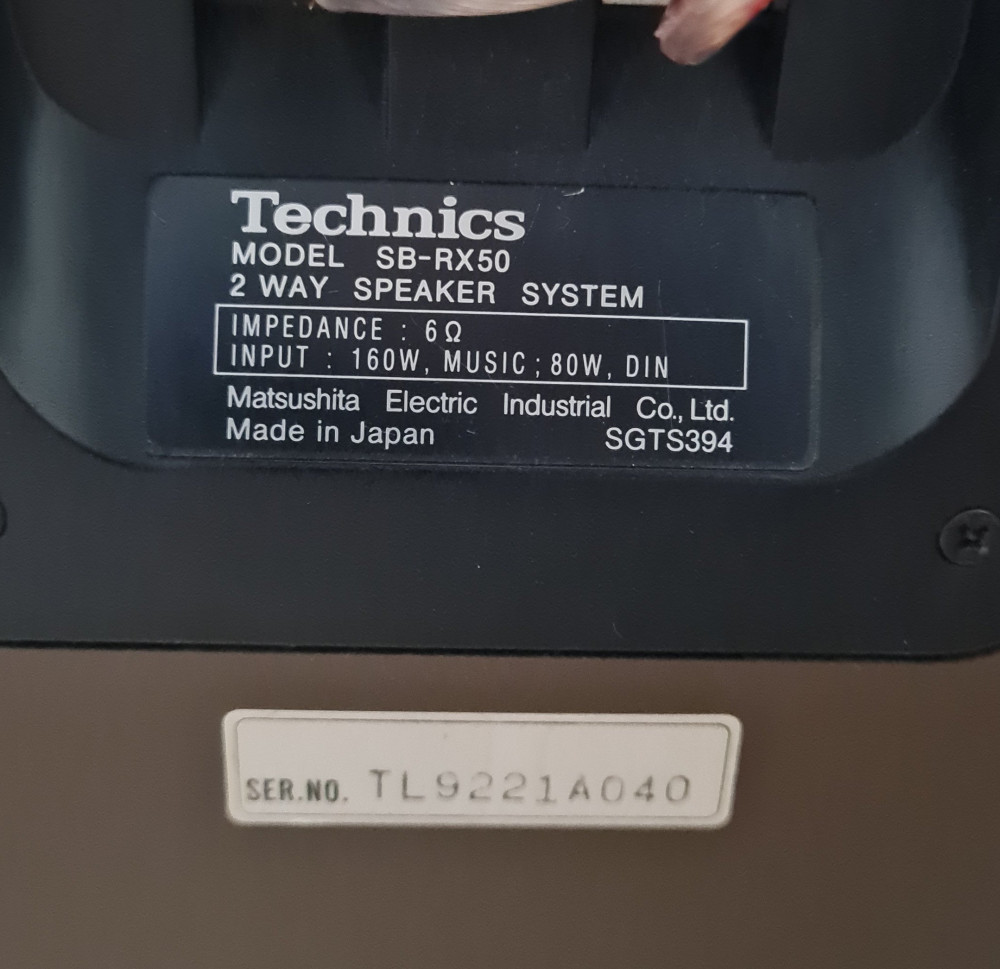 Technics
MODEL SB-RX50
2 WAY SPEAKER SYSTEM
IMPEDANCE : 6Ω
INPUT : 160W, MUSIC ; 80W, DIN
Matsushita Electric Industrial Co., Ltd.
Made in Japan SGTS394
SER.NO. TL9221A040